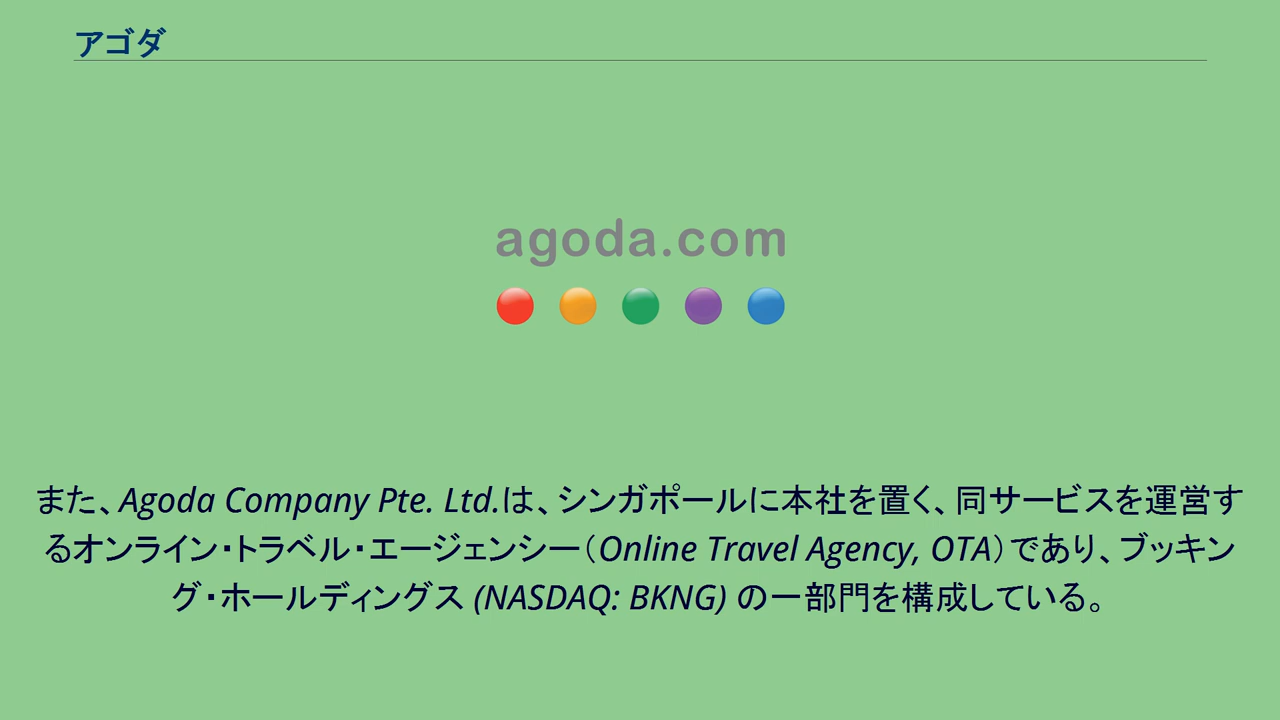 アゴダ
agoda.com
また、Agoda Company Pte. Ltd.は、シンガポールに本社を置く、同サービスを運営す
るオンライン・トラベル・エージェンシー（Online Travel Agency, OTA）であり、ブッキン
グ・ホールディングス (NASDAQ: BKNG) の一部門を構成している。